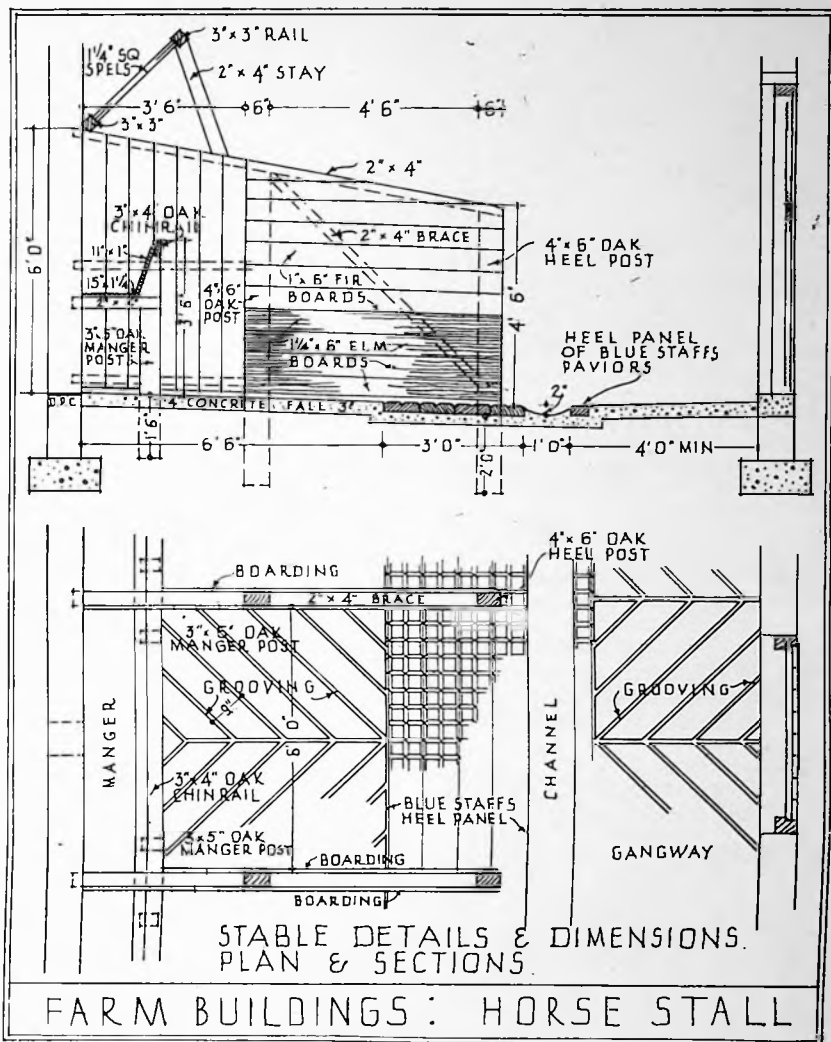 3" x 3" RAIL
1¼" SQ
SPELS
2" x 4" STAY
3' 6"
6"
4' 6"
6"
3" x 3"
2" x 4"
3" x 4" OAK
CHINRAIL
11" x 1"
2" x 4" BRACE
4" x 6" OAK
HEEL POST
6' 0"
1" x 6" FIR
BOARDS
4" 6"
OAK
POST
3' 6"
4' 6"
3" x 5" OAK
MANGER
POST
1¼" x 6" ELM
BOARDS
HEEL PANEL
OF BLUE STAFFS
PAVIORS
2"
D.P.C
4" CONCRETE FALL 3"
1' 6"
6' 6"
3' 0"
2' 0"
1' 0"
4' 0" MIN
4" x 6" OAK
HEEL POST
BOARDING
2" x 4" BRACE
3" x 5" OAK
MANGER POST
GROOVING
9"
6' 0"
GROOVING
MANGER
3" x 4" OAK
CHINRAIL
CHANNEL
BLUE STAFFS
HEEL PANEL
3 x 5" OAK
MANGER POST
BOARDING
GANGWAY
BOARDING
STABLE DETAILS & DIMENSIONS.
PLAN & SECTIONS.
FARM BUILDINGS : HORSE STALL